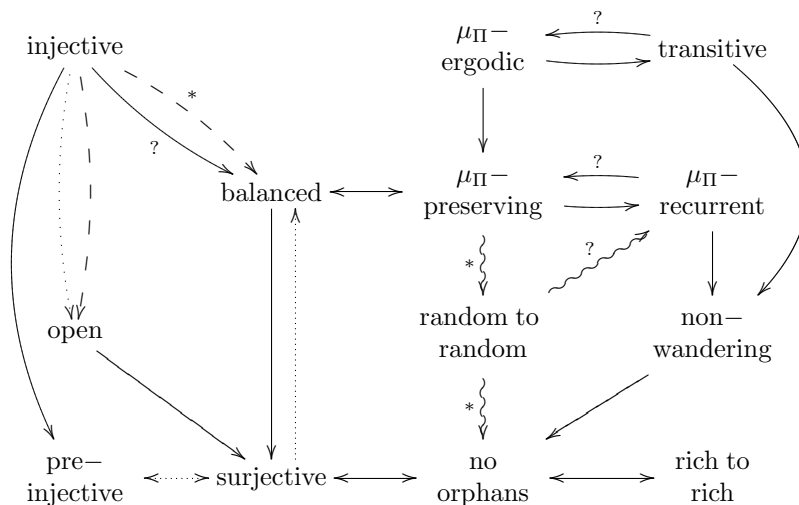 injective
μΠ−
ergodic
?
transitive
*
?
balanced
μΠ−
preserving
?
μΠ−
recurrent
*
?
open
random to
random
non−
wandering
*
pre−
injective
surjective
no
orphans
rich to
rich